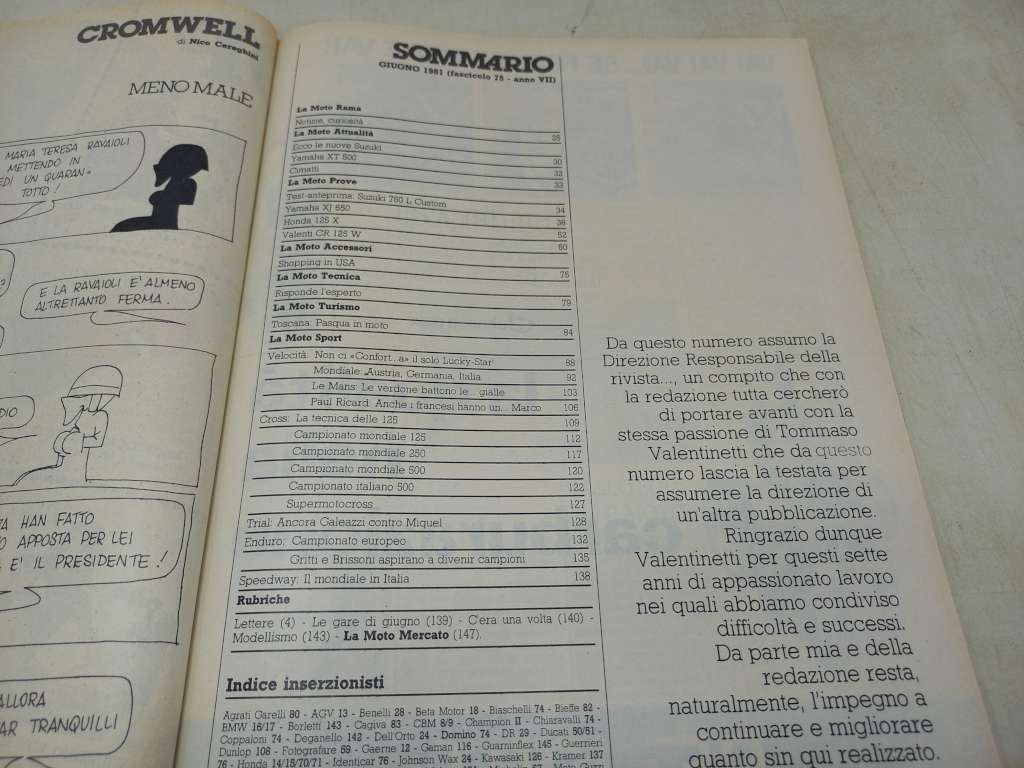 CROMWELL
di Nico Cereghini
MENO MALE
MARIA TERESA RAVAIOLI
METTENDO IN
EDI UN QUARAN=
TOTTO!
E LA RAVAIOLI E' ALMENO
ALTRETTANTO FERMA.
DIO
ZA HAN FATTO
O APPOSTA PER LEI
E' IL PRESIDENTE!
ALLORA
AR TRANQUILLI
SOMMARIO
GIUGNO 1981 (fascicolo 75 - anno VII)
La Moto Rama
Notizie, curiosità
La Moto Attualità
Ecco le nuove Suzuki
Yamaha XT 500 30
Cimatti 32
La Moto Prove 33
Test-anteprima: Suzuki 750 L Custom
Yamaha XJ 550 34
Honda 125 X 38
Valenti CR 125 W 52
La Moto Accessori 60
Shopping in USA
La Moto Tecnica 75
Risponde l'esperto
La Moto Turismo 79
Toscana: Pasqua in moto
La Moto Sport 84
Velocità: Non ci «Confort...a» il solo Lucky-Star! 88
Mondiale: Austria, Germania, Italia 92
Le Mans: Le verdone battono le... gialle 103
Paul Ricard: Anche i francesi hanno un... Marco 106
Cross: La tecnica delle 125 109
Campionato mondiale 125 112
Campionato mondiale 250 117
Campionato mondiale 500 120
Campionato italiano 500 122
Supermotocross 127
Trial: Ancora Galeazzi contro Miquel 128
Enduro: Campionato europeo 132
Gritti e Brissoni aspirano a divenir campioni 135
Speedway: Il mondiale in Italia 138
Rubriche
Lettere (4) - Le gare di giugno (139) - C'era una volta (140) -
Modellismo (143) - La Moto Mercato (147).
Indice inserzionisti
Agrati Garelli 80 - AGV 13 - Benelli 28 - Beta Motor 18 - Biaschelli 74 - Bieffe 82 -
BMW 16/17 - Borletti 143 - Cagiva 83 - CBM 8/9 - Champion II - Chiaravalli 74 -
Coppaloni 74 - Deganello 142 - Dell'Orto 24 - Domino 74 - DR 29 - Ducati 50/51 -
Dunlop 108 - Fotografare 59 - Gaerne 12 - Gaman 116 - Guarninflex 145 - Guerrieri
76 - Honda 14/15/70/71 - Identicar 76 - Johnson Wax 24 - Kawasaki 126 - Kramer 137
Da questo numero assumo la
Direzione Responsabile della
rivista..., un compito che con
la redazione tutta cercherò
di portare avanti con la
stessa passione di Tommaso
Valentinetti che da questo
numero lascia la testata per
assumere la direzione di
un'altra pubblicazione.
Ringrazio dunque
Valentinetti per questi sette
anni di appassionato lavoro
nei quali abbiamo condiviso
difficoltà e successi.
Da parte mia e della
redazione resta,
naturalmente, l'impegno a
continuare e migliorare
quanto sin qui realizzato.